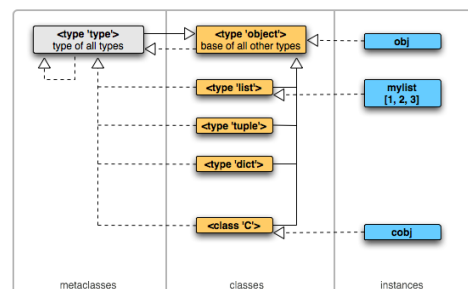 <type 'type'>
type of all types
<type 'object'>
base of all other types
obj
<type 'list'>
mylist
[1, 2, 3]
<type 'tuple'>
<type 'dict'>
<class 'C'>
cobj
metaclasses
classes
instances